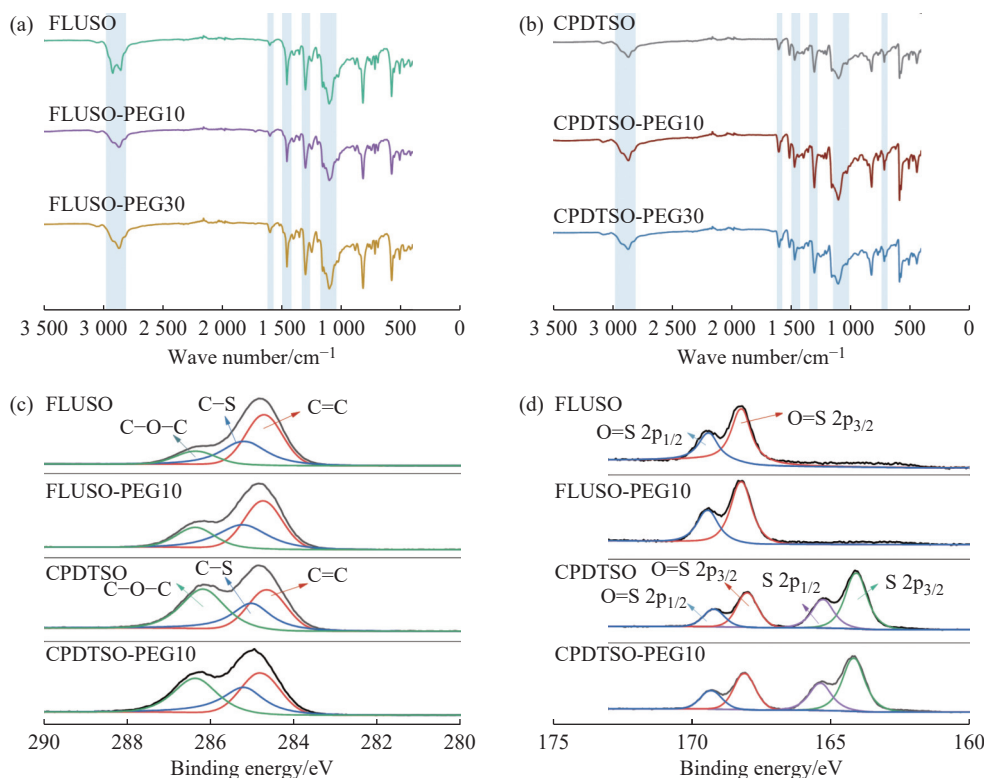 (a)
FLUSO
FLUSO-PEG10
FLUSO-PEG30
3 500 3 000 2 500 2 000 1 500 1 000 500 0
Wave number/cm⁻¹
(b)
CPDTSO
CPDTSO-PEG10
CPDTSO-PEG30
3 500 3 000 2 500 2 000 1 500 1 000 500 0
Wave number/cm⁻¹
(c)
FLUSO
C−O−C
C−S
C=C
FLUSO-PEG10
CPDTSO
C−O−C
C−S
C=C
CPDTSO-PEG10
290 288 286 284 282 280
Binding energy/eV
(d)
FLUSO
O=S 2p₁/₂
O=S 2p₃/₂
FLUSO-PEG10
CPDTSO
O=S 2p₁/₂
O=S 2p₃/₂
S 2p₁/₂
S 2p₃/₂
CPDTSO-PEG10
175 170 165 160
Binding energy/eV